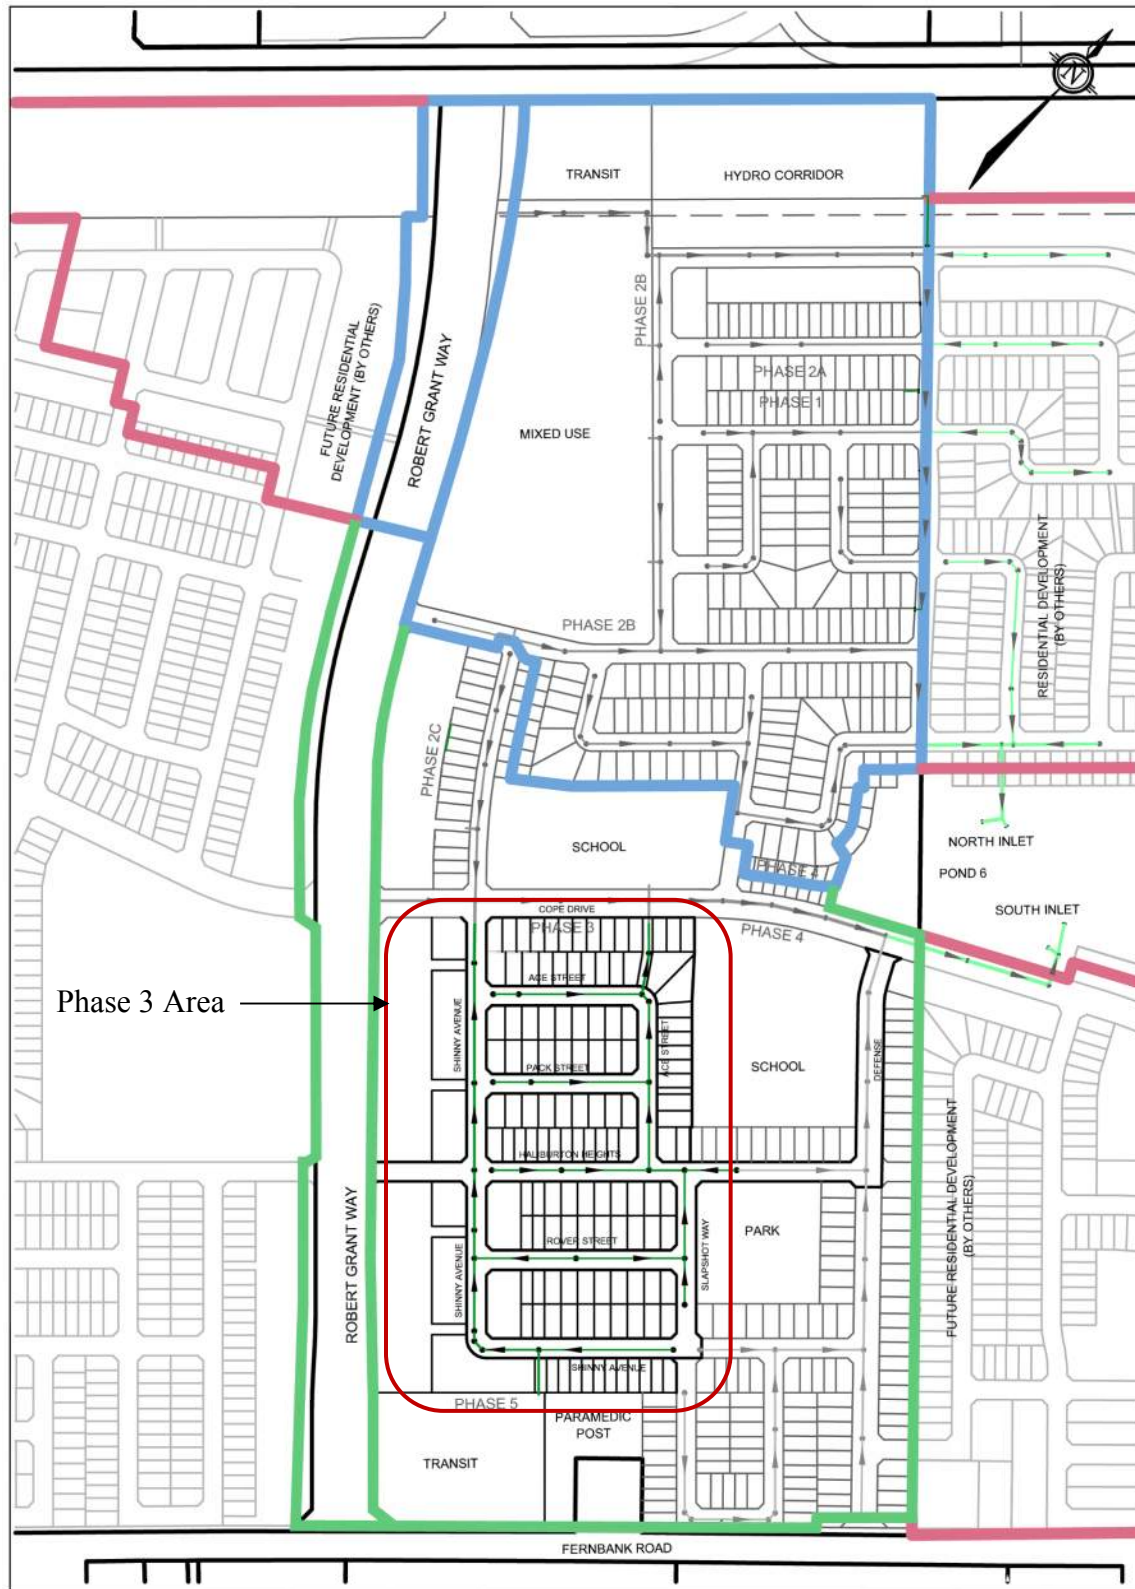 N
TRANSIT
HYDRO CORRIDOR
PHASE 2B
FUTURE RESIDENTIAL
DEVELOPMENT (BY OTHERS)
ROBERT GRANT WAY
PHASE 2A
PHASE 1
MIXED USE
RESIDENTIAL DEVELOPMENT
(BY OTHERS)
PHASE 2B
PHASE 2C
SCHOOL
NORTH INLET
PHASE 4
POND 6
COPE DRIVE
SOUTH INLET
PHASE 3
PHASE 4
ACE STREET
Phase 3 Area
SHINNY AVENUE
ACE STREET
PACK STREET
SCHOOL
DEFENSE
HALIBURTON HEIGHTS
FUTURE RESIDENTIAL DEVELOPMENT
(BY OTHERS)
ROBERT GRANT WAY
SHINNY AVENUE
ROVER STREET
SLAPSHOT WAY
PARK
SHINNY AVENUE
PHASE 5
PARAMEDIC
POST
TRANSIT
FERNBANK ROAD